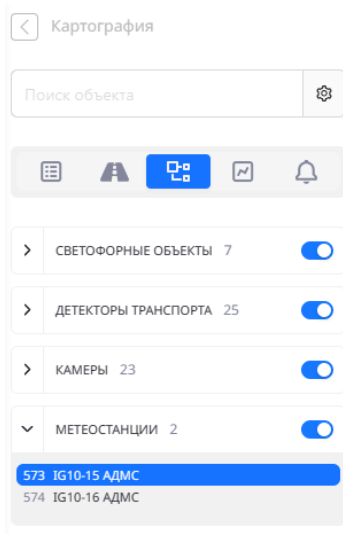 Картография
Поиск объекта
СВЕТОФОРНЫЕ ОБЪЕКТЫ 7
ДЕТЕКТОРЫ ТРАНСПОРТА 25
КАМЕРЫ 23
МЕТЕОСТАНЦИИ 2
573 IG10-15 АДМС
574 IG10-16 АДМС